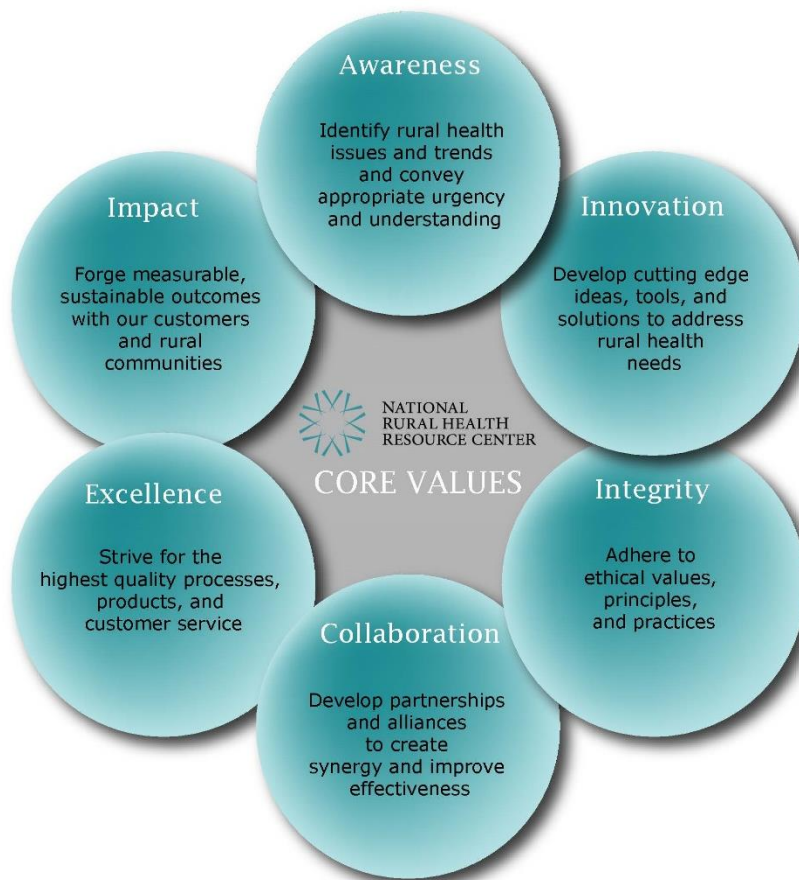 Awareness
Identify rural health
issues and trends
and convey
appropriate urgency
and understanding
Innovation
Develop cutting edge
ideas, tools, and
solutions to address
rural health
needs
Integrity
Adhere to
ethical values,
principles,
and practices
Collaboration
Develop partnerships
and alliances
to create
synergy and improve
effectiveness
Excellence
Strive for the
highest quality processes,
products, and
customer service
Impact
Forge measurable,
sustainable outcomes
with our customers
and rural
communities
NATIONAL
RURAL HEALTH
RESOURCE CENTER
CORE VALUES